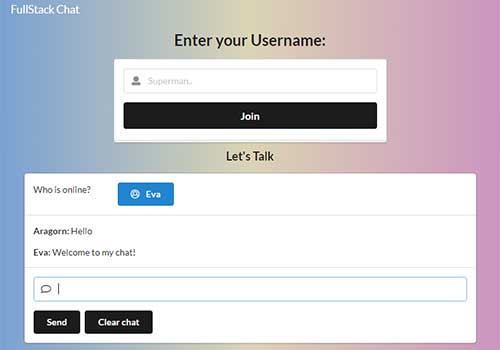 FullStack Chat
Enter your Username:
Superman..
Join
Let's Talk
Who is online? Eva
Aragorn: Hello
Eva: Welcome to my chat!
Send Clear chat